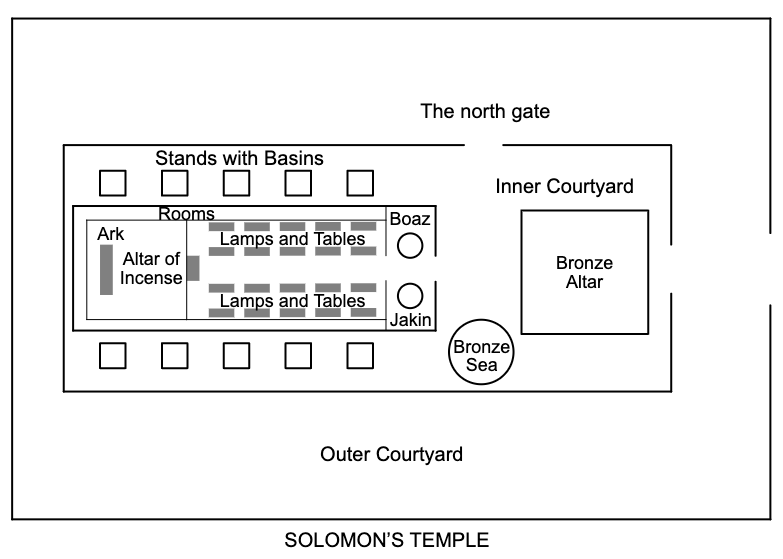 The north gate
Stands with Basins
Inner Courtyard
Rooms
Boaz
Ark
Lamps and Tables
Altar of
Incense
Bronze
Altar
Lamps and Tables
Jakin
Bronze
Sea
Outer Courtyard
SOLOMON’S TEMPLE